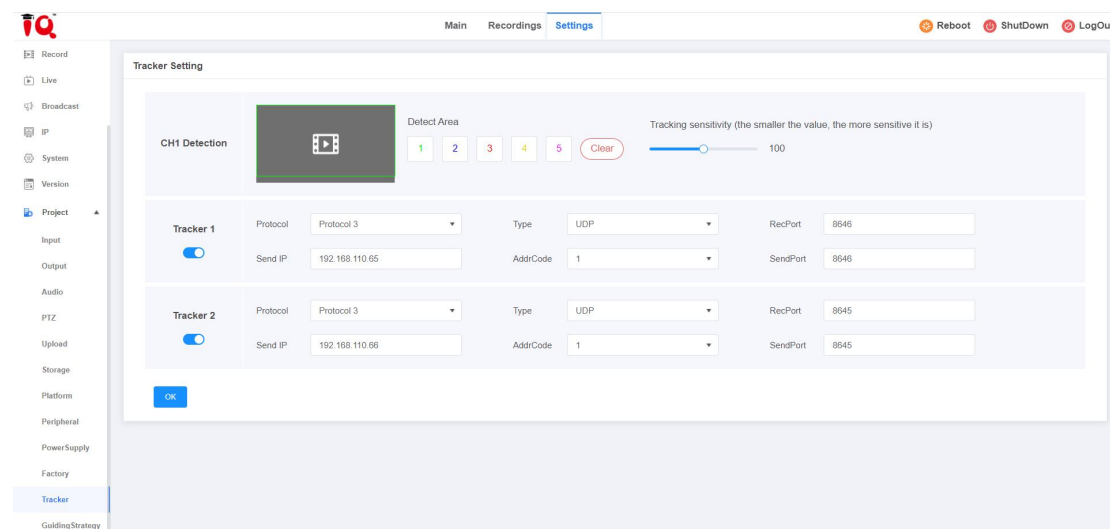 IQ
Main Recordings Settings
Reboot ShutDown LogOu
Record
Live
Broadcast
IP
System
Version
Project
Input
Output
Audio
PTZ
Upload
Storage
Platform
Peripheral
PowerSupply
Factory
Tracker
GuidingStrategy
Tracker Setting
CH1 Detection
Detect Area
1 2 3 4 5 Clear
Tracking sensitivity (the smaller the value, the more sensitive it is)
100
Tracker 1
Protocol Protocol 3 Type UDP RecPort 8646
Send IP 192.168.110.65 AddrCode 1 SendPort 8646
Tracker 2
Protocol Protocol 3 Type UDP RecPort 8645
Send IP 192.168.110.66 AddrCode 1 SendPort 8645
OK